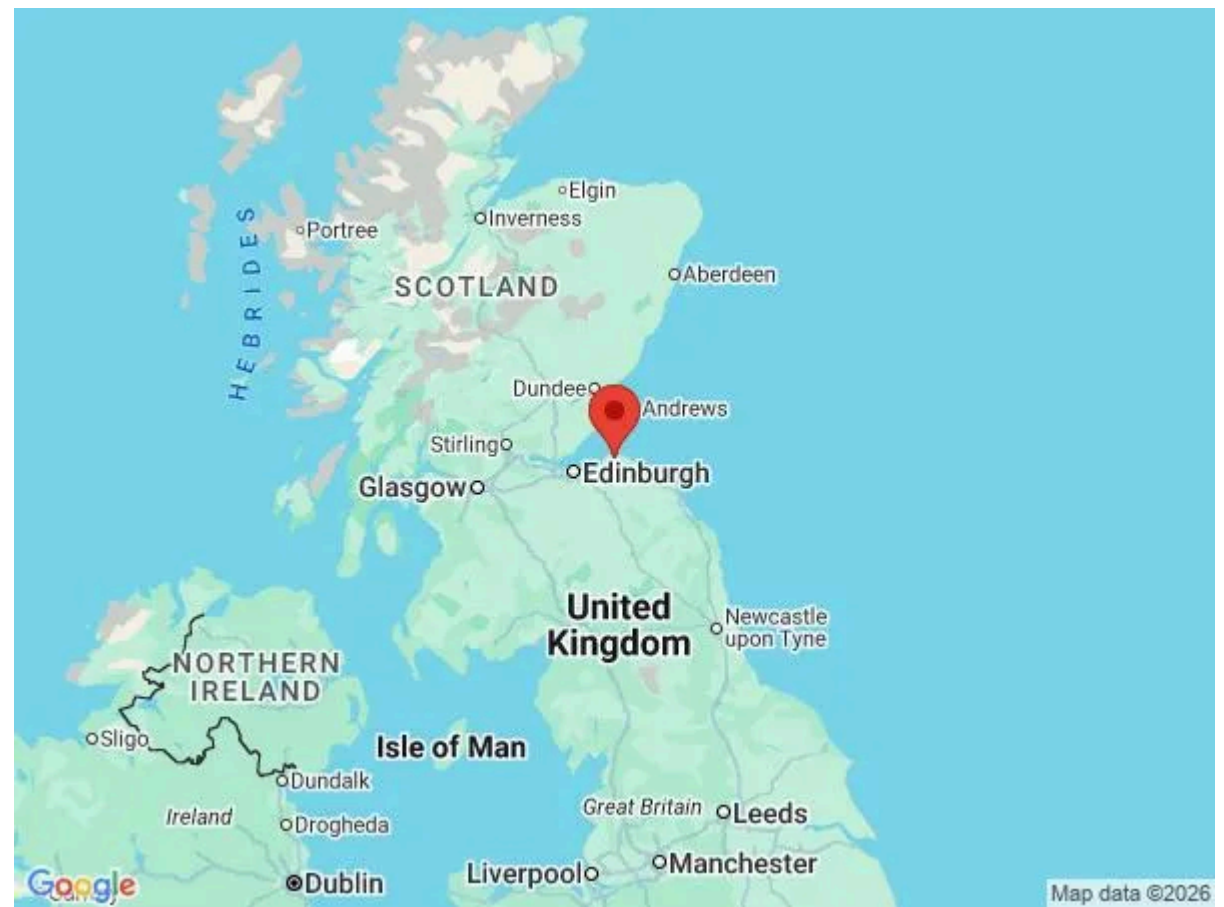 Elgin
Inverness
Portree
HEBRIDES
SCOTLAND
Aberdeen
Dundee
Andrews
Stirling
Edinburgh
Glasgow
United
Kingdom
Newcastle
upon Tyne
NORTHERN
IRELAND
Sligo
Isle of Man
Dundalk
Ireland
Great Britain
Leeds
Drogheda
Manchester
Liverpool
Dublin
Google
Map data ©2026